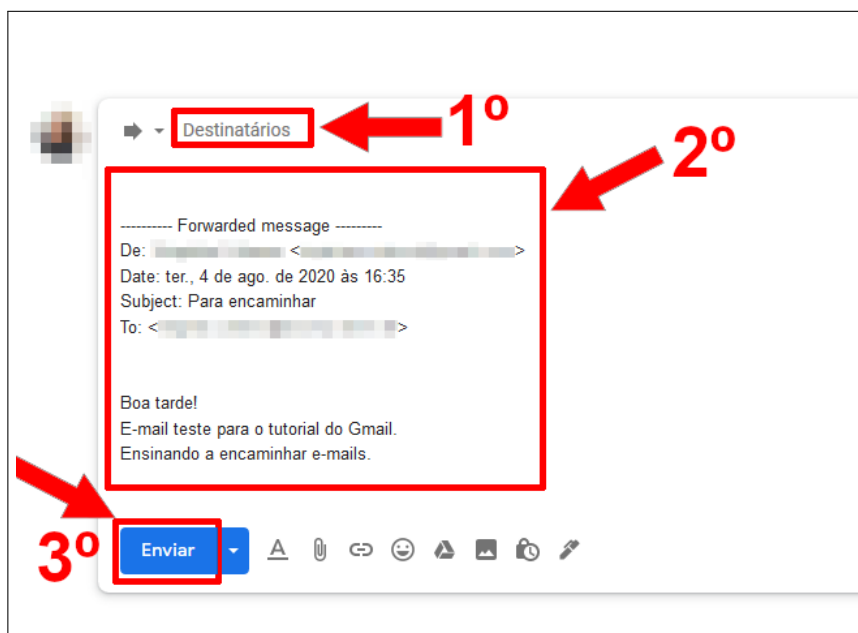 Destinatários 1º
2º
---------- Forwarded message ---------
De: < >
Date: ter., 4 de ago. de 2020 às 16:35
Subject: Para encaminhar
To: < >
Boa tarde!
E-mail teste para o tutorial do Gmail.
Ensinando a encaminhar e-mails.
3º Enviar A